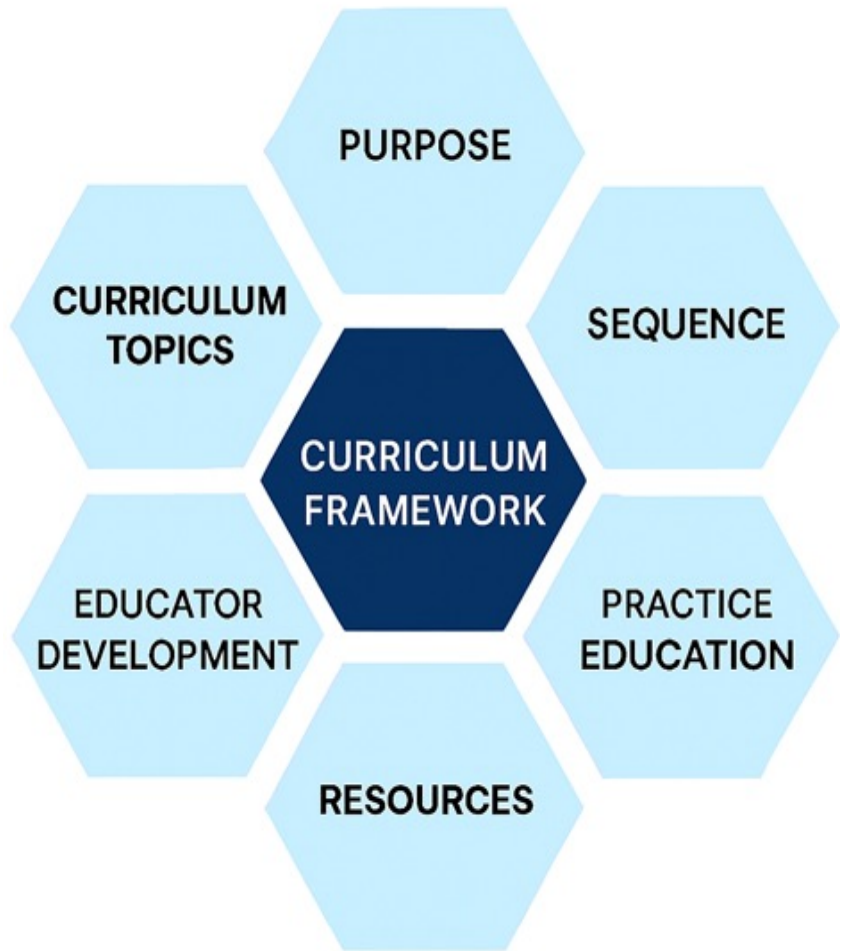 PURPOSE
CURRICULUM
TOPICS
SEQUENCE
CURRICULUM
FRAMEWORK
EDUCATOR
DEVELOPMENT
PRACTICE
EDUCATION
RESOURCES